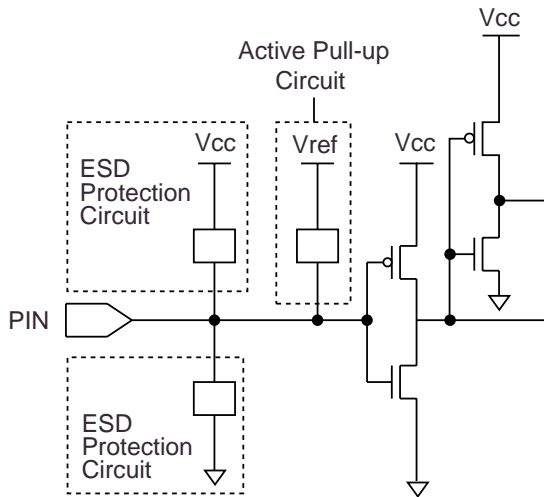 Vcc
Active Pull-up
Circuit
Vcc
Vref
Vcc
ESD
Protection
Circuit
PIN
ESD
Protection
Circuit